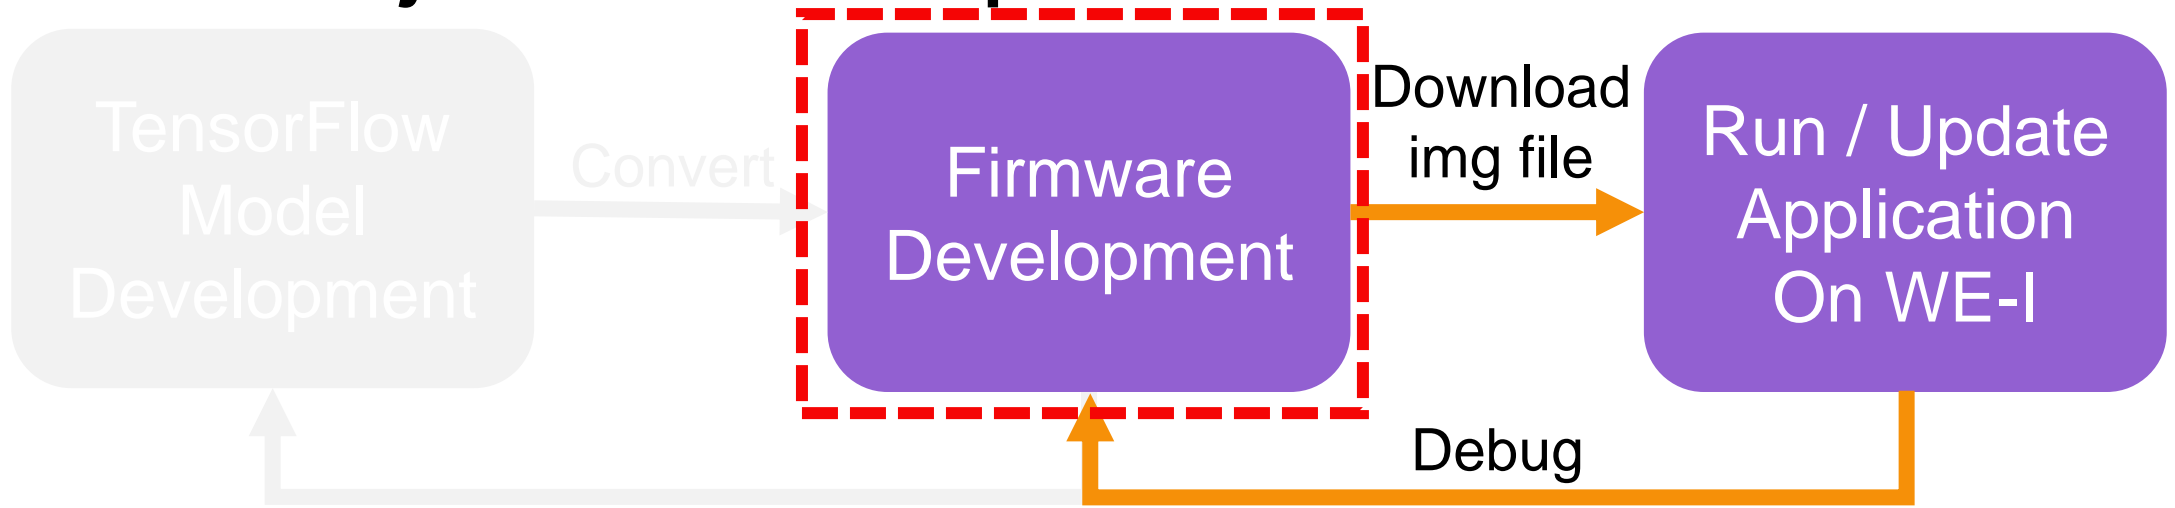 TensorFlow
Model
Development
Convert
Firmware
Development
Download
img file
Run / Update
Application
On WE-I
Debug